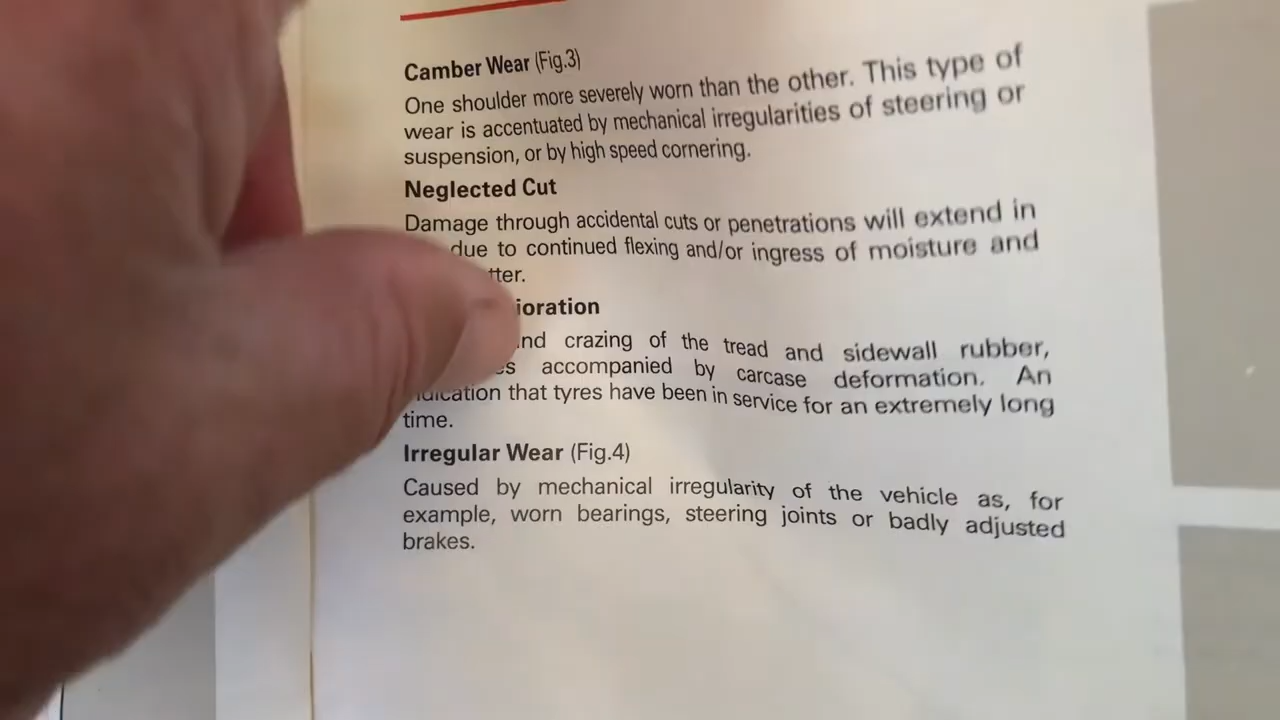 Camber Wear (Fig.3)
One shoulder more severely worn than the other. This type of
wear is accentuated by mechanical irregularities of steering or
suspension, or by high speed cornering.
Neglected Cut
Damage through accidental cuts or penetrations will extend in
due to continued flexing and/or ingress of moisture and
Irregular Wear (Fig.4)
crazing of the tread and sidewall rubber,
accompanied by carcase deformation. An
that tyres have been in service for an extremely long
time.
Caused by mechanical irregularity of the vehicle as, for
example, worn bearings, steering joints or badly adjusted
brakes.